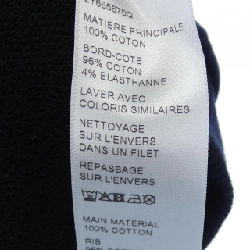 MATIÈRE PRINCIPALE
100% COTON
BORD-COTE
96% COTON
4% ELASTHANNE
LAVER AVEC
COLORIS SIMILAIRES
NETTOYAGE
SUR L'ENVERS
DANS UN FILET
REPASSAGE
SUR L'ENVERS
MAIN MATERIAL
100% COTTON
RIB